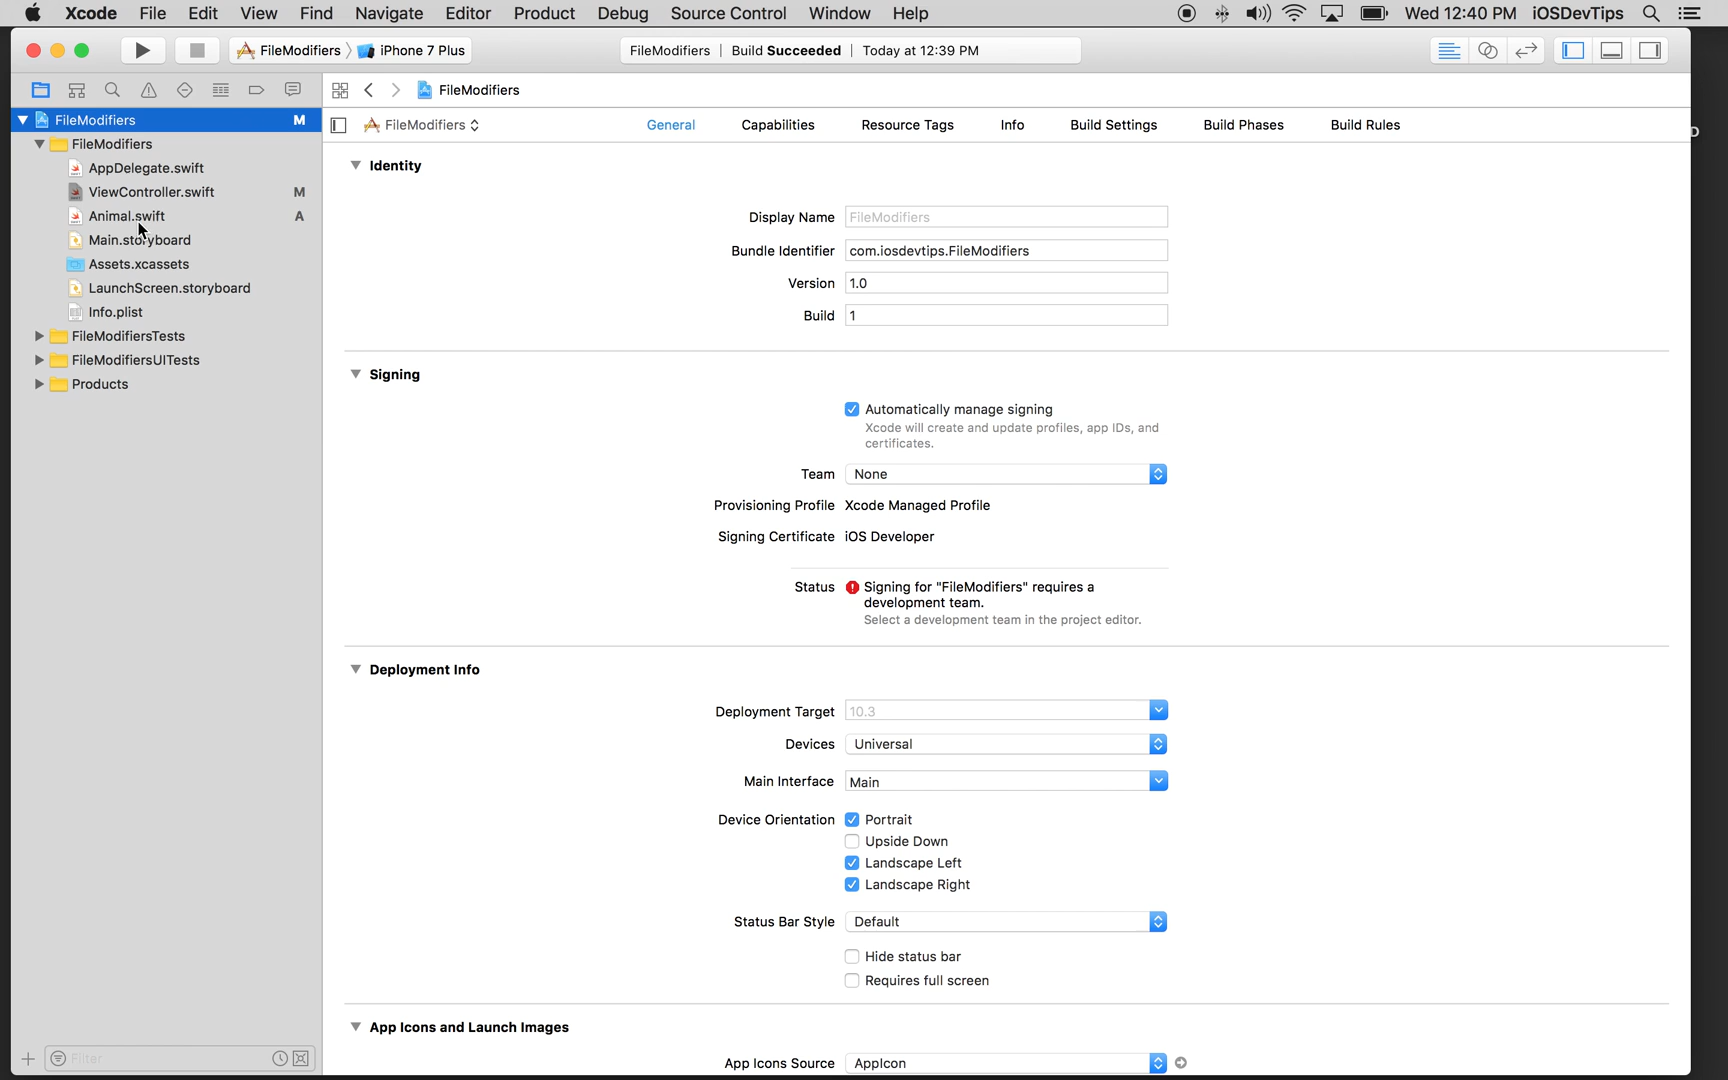 Xcode File Edit View Find Navigate Editor Product Debug Source Control Window Help Wed 12:40 PM iOSDevTips
FileModifiers iPhone 7 Plus FileModifiers Build Succeeded Today at 12:39 PM
FileModifiers
FileModifiers M
FileModifiers General Capabilities Resource Tags Info Build Settings Build Phases Build Rules
FileModifiers
AppDelegate.swift
ViewController.swift M
Animal.swift A
Main.storyboard
Assets.xcassets
LaunchScreen.storyboard
Info.plist
FileModifiersTests
FileModifiersUITests
Products
Filter
Identity
Display Name FileModifiers
Bundle Identifier com.iosdevtips.FileModifiers
Version 1.0
Build 1
Signing
Automatically manage signing
Xcode will create and update profiles, app IDs, and
certificates.
Team None
Provisioning Profile Xcode Managed Profile
Signing Certificate iOS Developer
Status Signing for "FileModifiers" requires a
development team.
Select a development team in the project editor.
Deployment Info
Deployment Target 10.3
Devices Universal
Main Interface Main
Device Orientation Portrait
Upside Down
Landscape Left
Landscape Right
Status Bar Style Default
Hide status bar
Requires full screen
App Icons and Launch Images
App Icons Source AppIcon